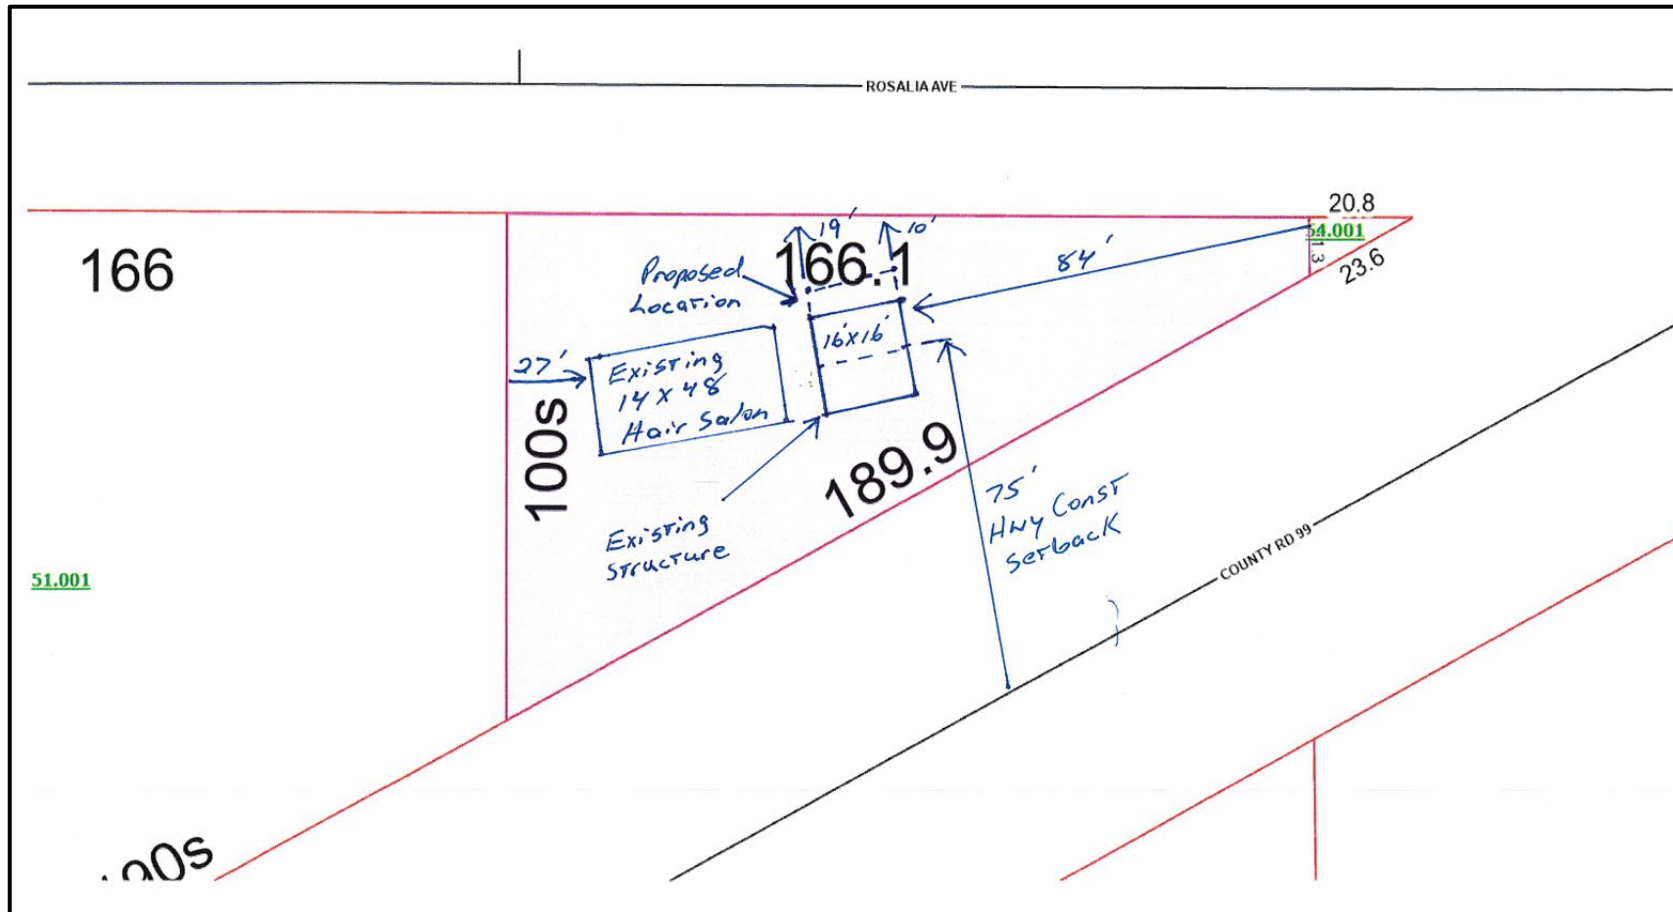 ROSALIA AVE
20.8
54.001
23.6
166
19'
166.1
10'
84'
Proposed
Location
16'x16'
27'
Existing
14 x 48
Hair Salon
100s
189.9
75'
Hwy Const
Setback
Existing
Structure
COUNTY RD 99
51.001